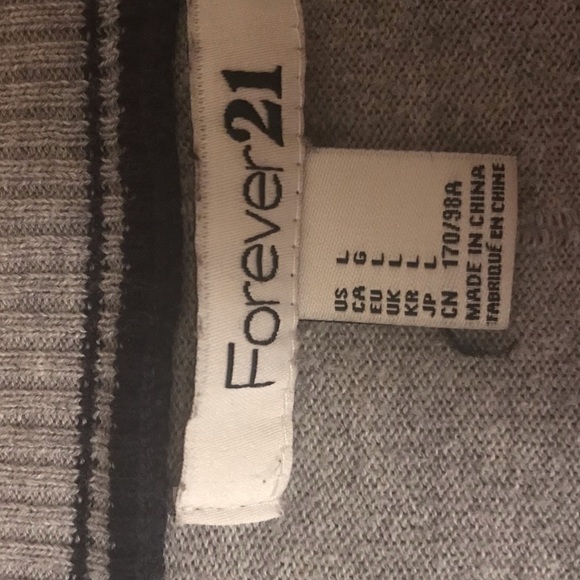 Forever21
US L
CA G
EU L
UK L
KR L
JP L
CN 170/98A
MADE IN CHINA
FABRIQUÉ EN CHINE